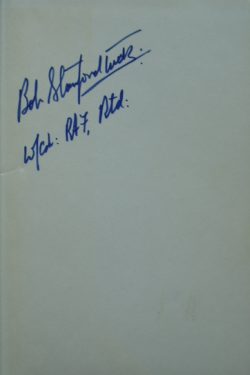 Bob Stanford Tuck.
W/Cdr: RAF, Rtd: